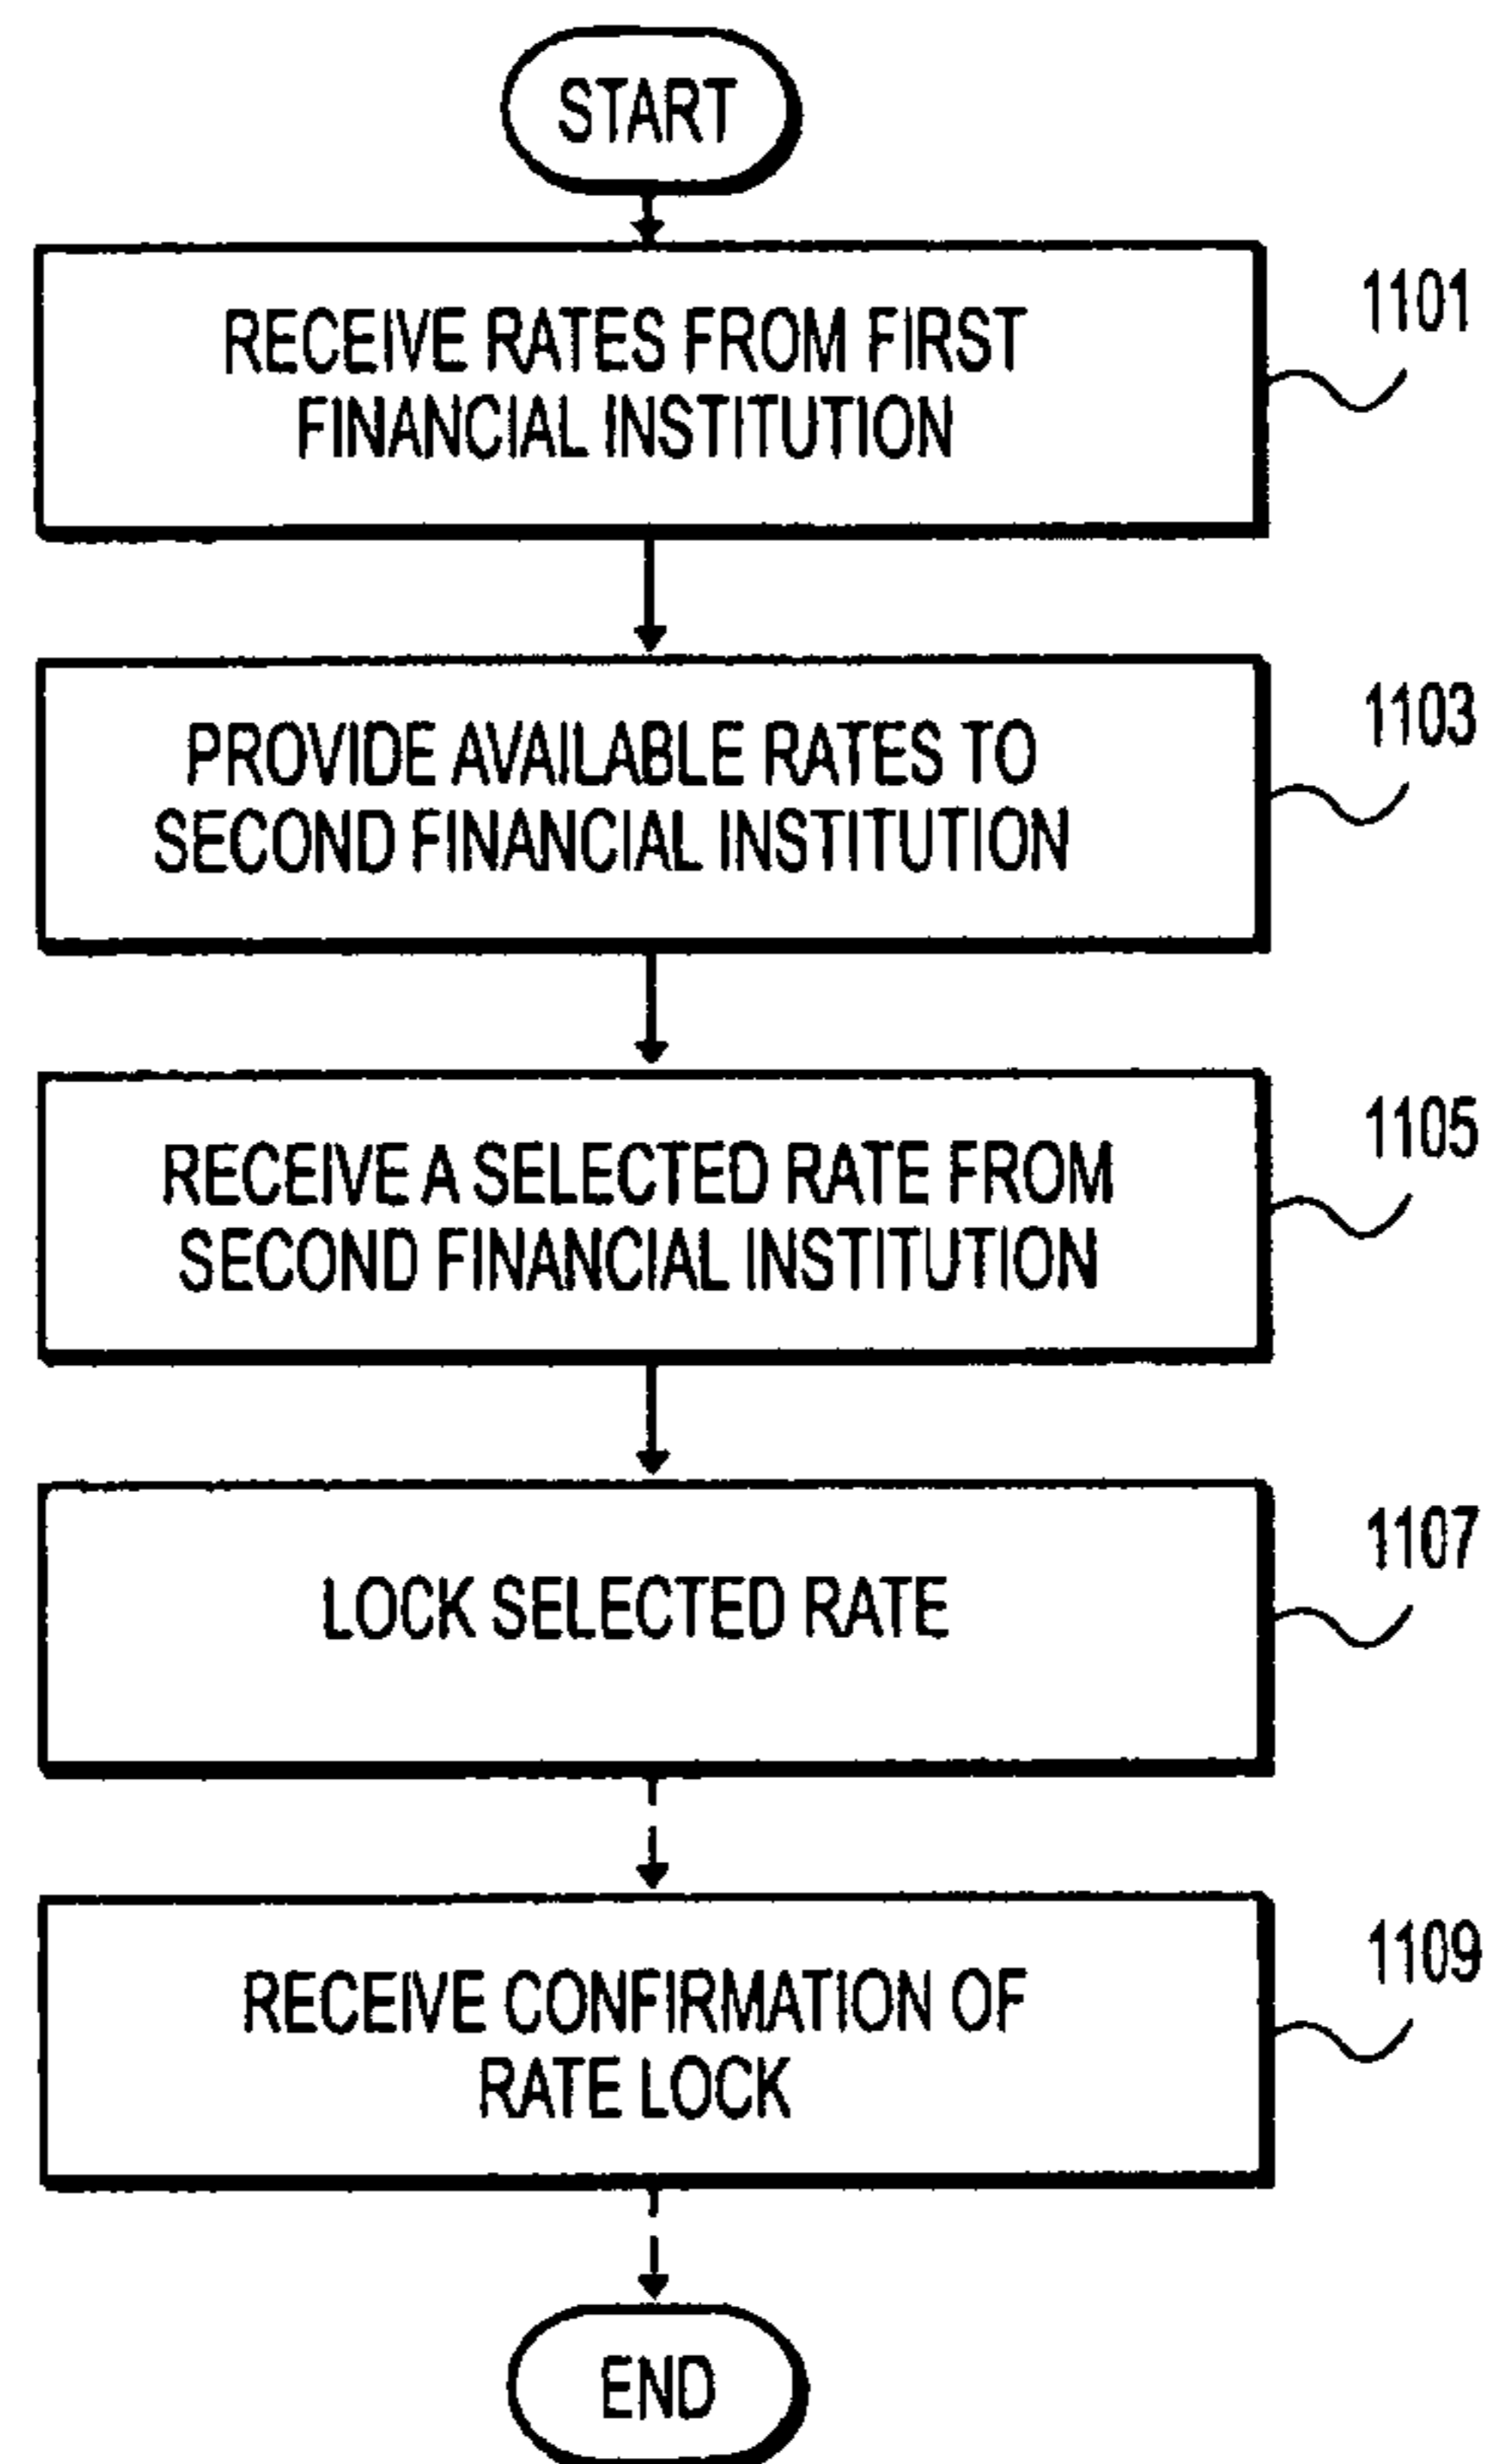 START
RECEIVE RATES FROM FIRST
FINANCIAL INSTITUTION
1101
PROVIDE AVAILABLE RATES TO
SECOND FINANCIAL INSTITUTION
1103
RECEIVE A SELECTED RATE FROM
SECOND FINANCIAL INSTITUTION
1105
LOCK SELECTED RATE
1107
RECEIVE CONFIRMATION OF
RATE LOCK
1109
END